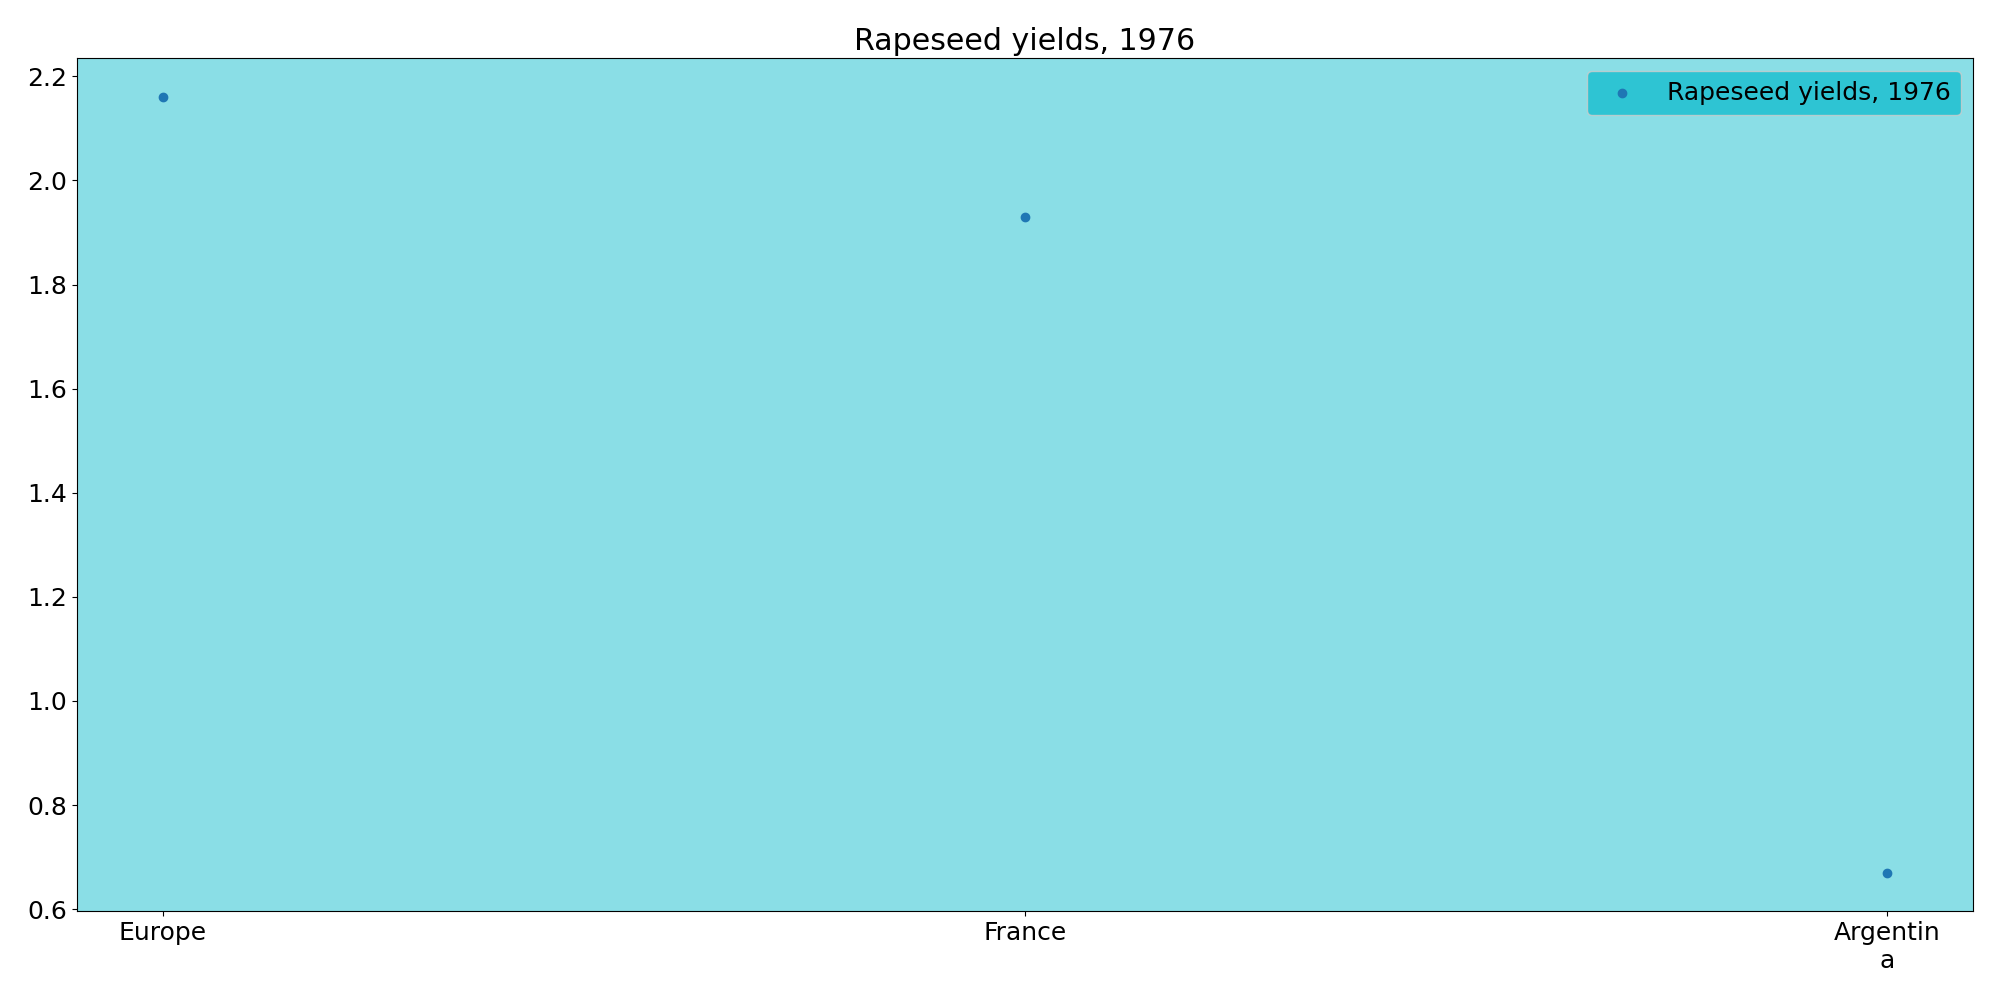 Rapeseed yields, 1976
Rapeseed yields, 1976
2.2
2.0
1.8
1.6
1.4
1.2
1.0
0.8
0.6
Europe
France
Argentin
a